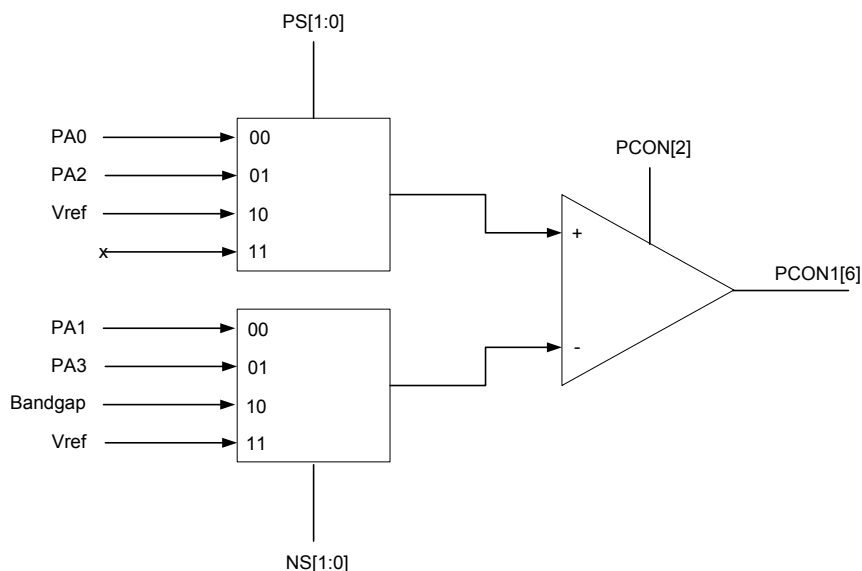 PS[1:0]
PA0
00
PA2
01
Vref
10
x
11
PCON[2]
+
-
PCON1[6]
PA1
00
PA3
01
Bandgap
10
Vref
11
NS[1:0]